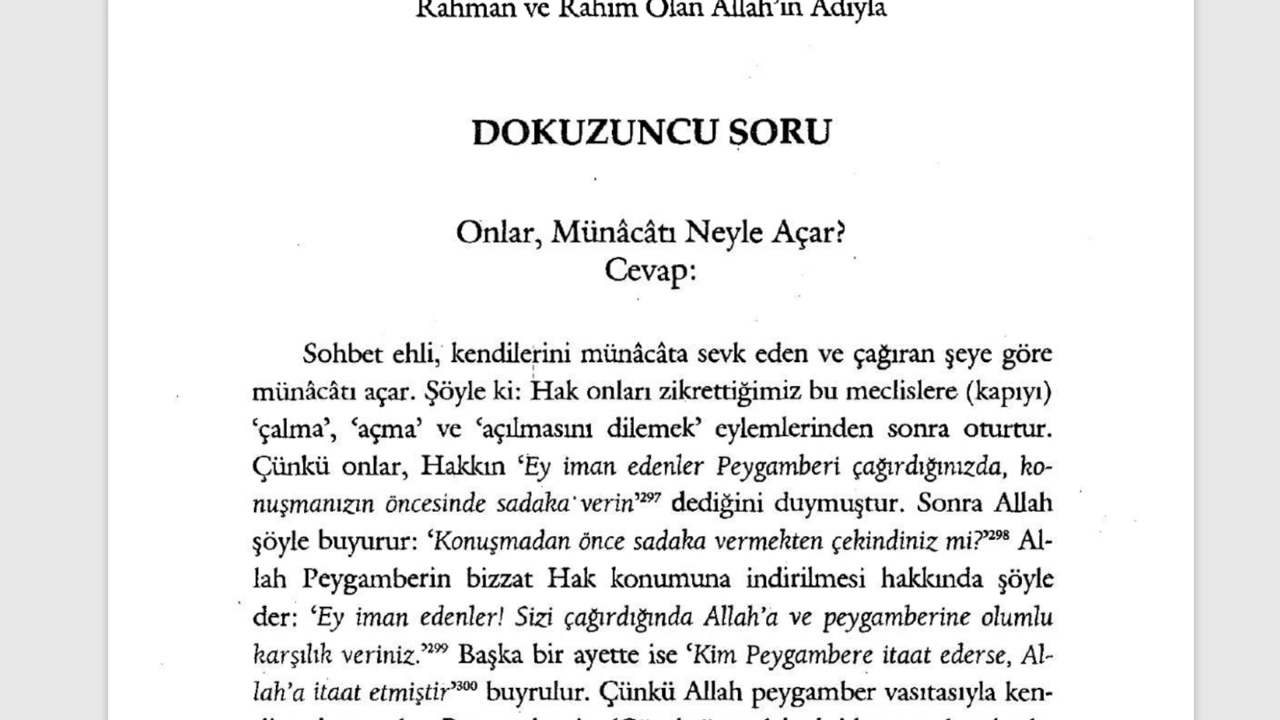 Rahman ve Rahim Olan Allah'ın Adıyla
DOKUZUNCU SORU
Onlar, Münâcâtı Neyle Açar?
Cevap:
Sohbet ehli, kendilerini münâcâta sevk eden ve çağıran şeye göre
münâcâtı açar. Şöyle ki: Hak onları zikrettiğimiz bu meclislere (kapıyı)
‘çalma’, ‘açma’ ve ‘açılmasını dilemek’ eylemlerinden sonra oturtur.
Çünkü onlar, Hakkın ‘Ey iman edenler Peygamberi çağırdığınızda, ko-
nuşmanızın öncesinde sadaka verin’²⁹⁷ dediğini duymuştur. Sonra Allah
şöyle buyurur: ‘Konuşmadan önce sadaka vermekten çekindiniz mi?’²⁹⁸ Al-
lah Peygamberin bizzat Hak konumuna indirilmesi hakkında şöyle
der: ‘Ey iman edenler! Sizi çağırdığında Allah’a ve peygamberine olumlu
karşılık veriniz.’²⁹⁹ Başka bir ayette ise ‘Kim Peygambere itaat ederse, Al-
lah’a itaat etmiştir’³⁰⁰ buyrulur. Çünkü Allah peygamber vasıtasıyla ken-